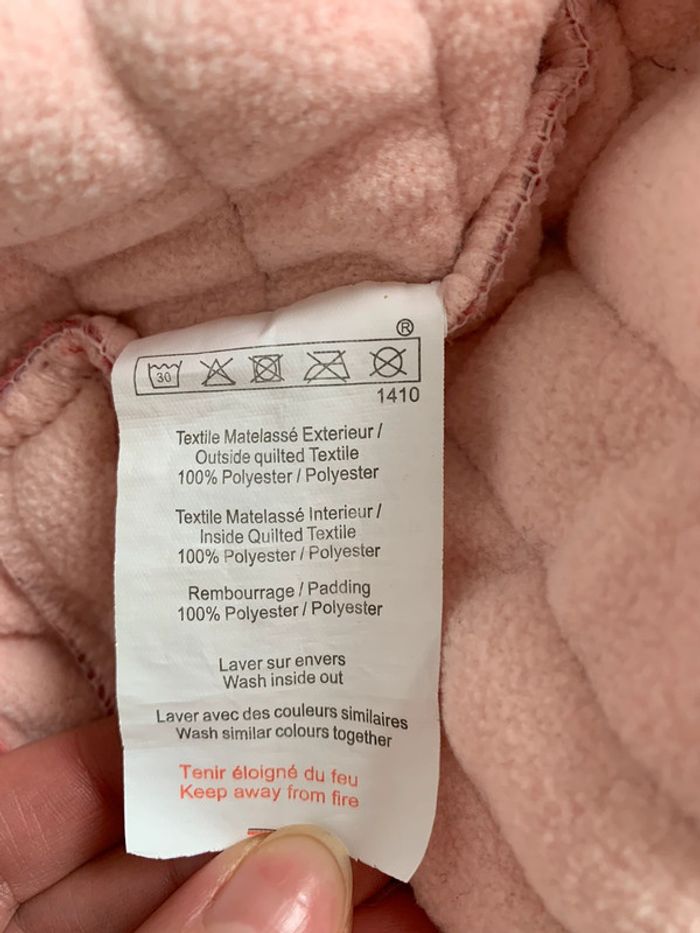 ®
30
1410
Textile Matelassé Exterieur /
Outside quilted Textile
100% Polyester / Polyester
Textile Matelassé Interieur /
Inside Quilted Textile
100% Polyester / Polyester
Rembourrage / Padding
100% Polyester / Polyester
Laver sur envers
Wash inside out
Laver avec des couleurs similaires
Wash similar colours together
Tenir éloigné du feu
Keep away from fire